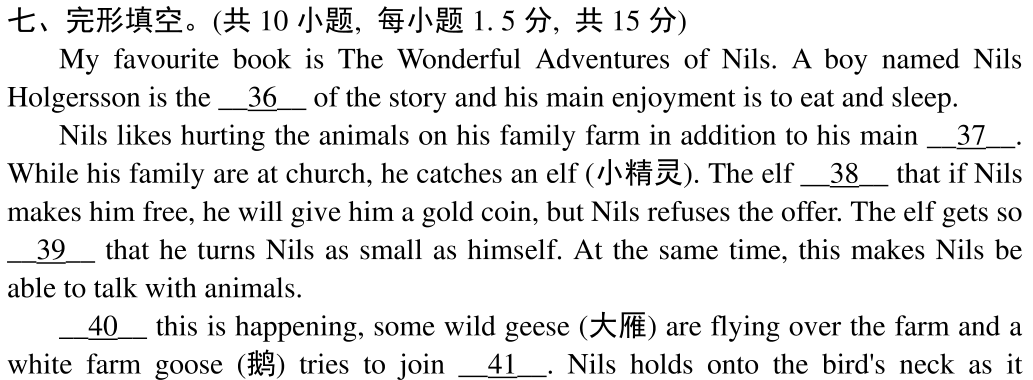 七、完形填空。(共 10 小题, 每小题 1. 5 分, 共 15 分)
My favourite book is The Wonderful Adventures of Nils. A boy named Nils
Holgersson is the __36__ of the story and his main enjoyment is to eat and sleep.
Nils likes hurting the animals on his family farm in addition to his main __37__.
While his family are at church, he catches an elf (小精灵). The elf __38__ that if Nils
makes him free, he will give him a gold coin, but Nils refuses the offer. The elf gets so
__39__ that he turns Nils as small as himself. At the same time, this makes Nils be
able to talk with animals.
__40__ this is happening, some wild geese (大雁) are flying over the farm and a
white farm goose (鹅) tries to join __41__. Nils holds onto the bird's neck as it